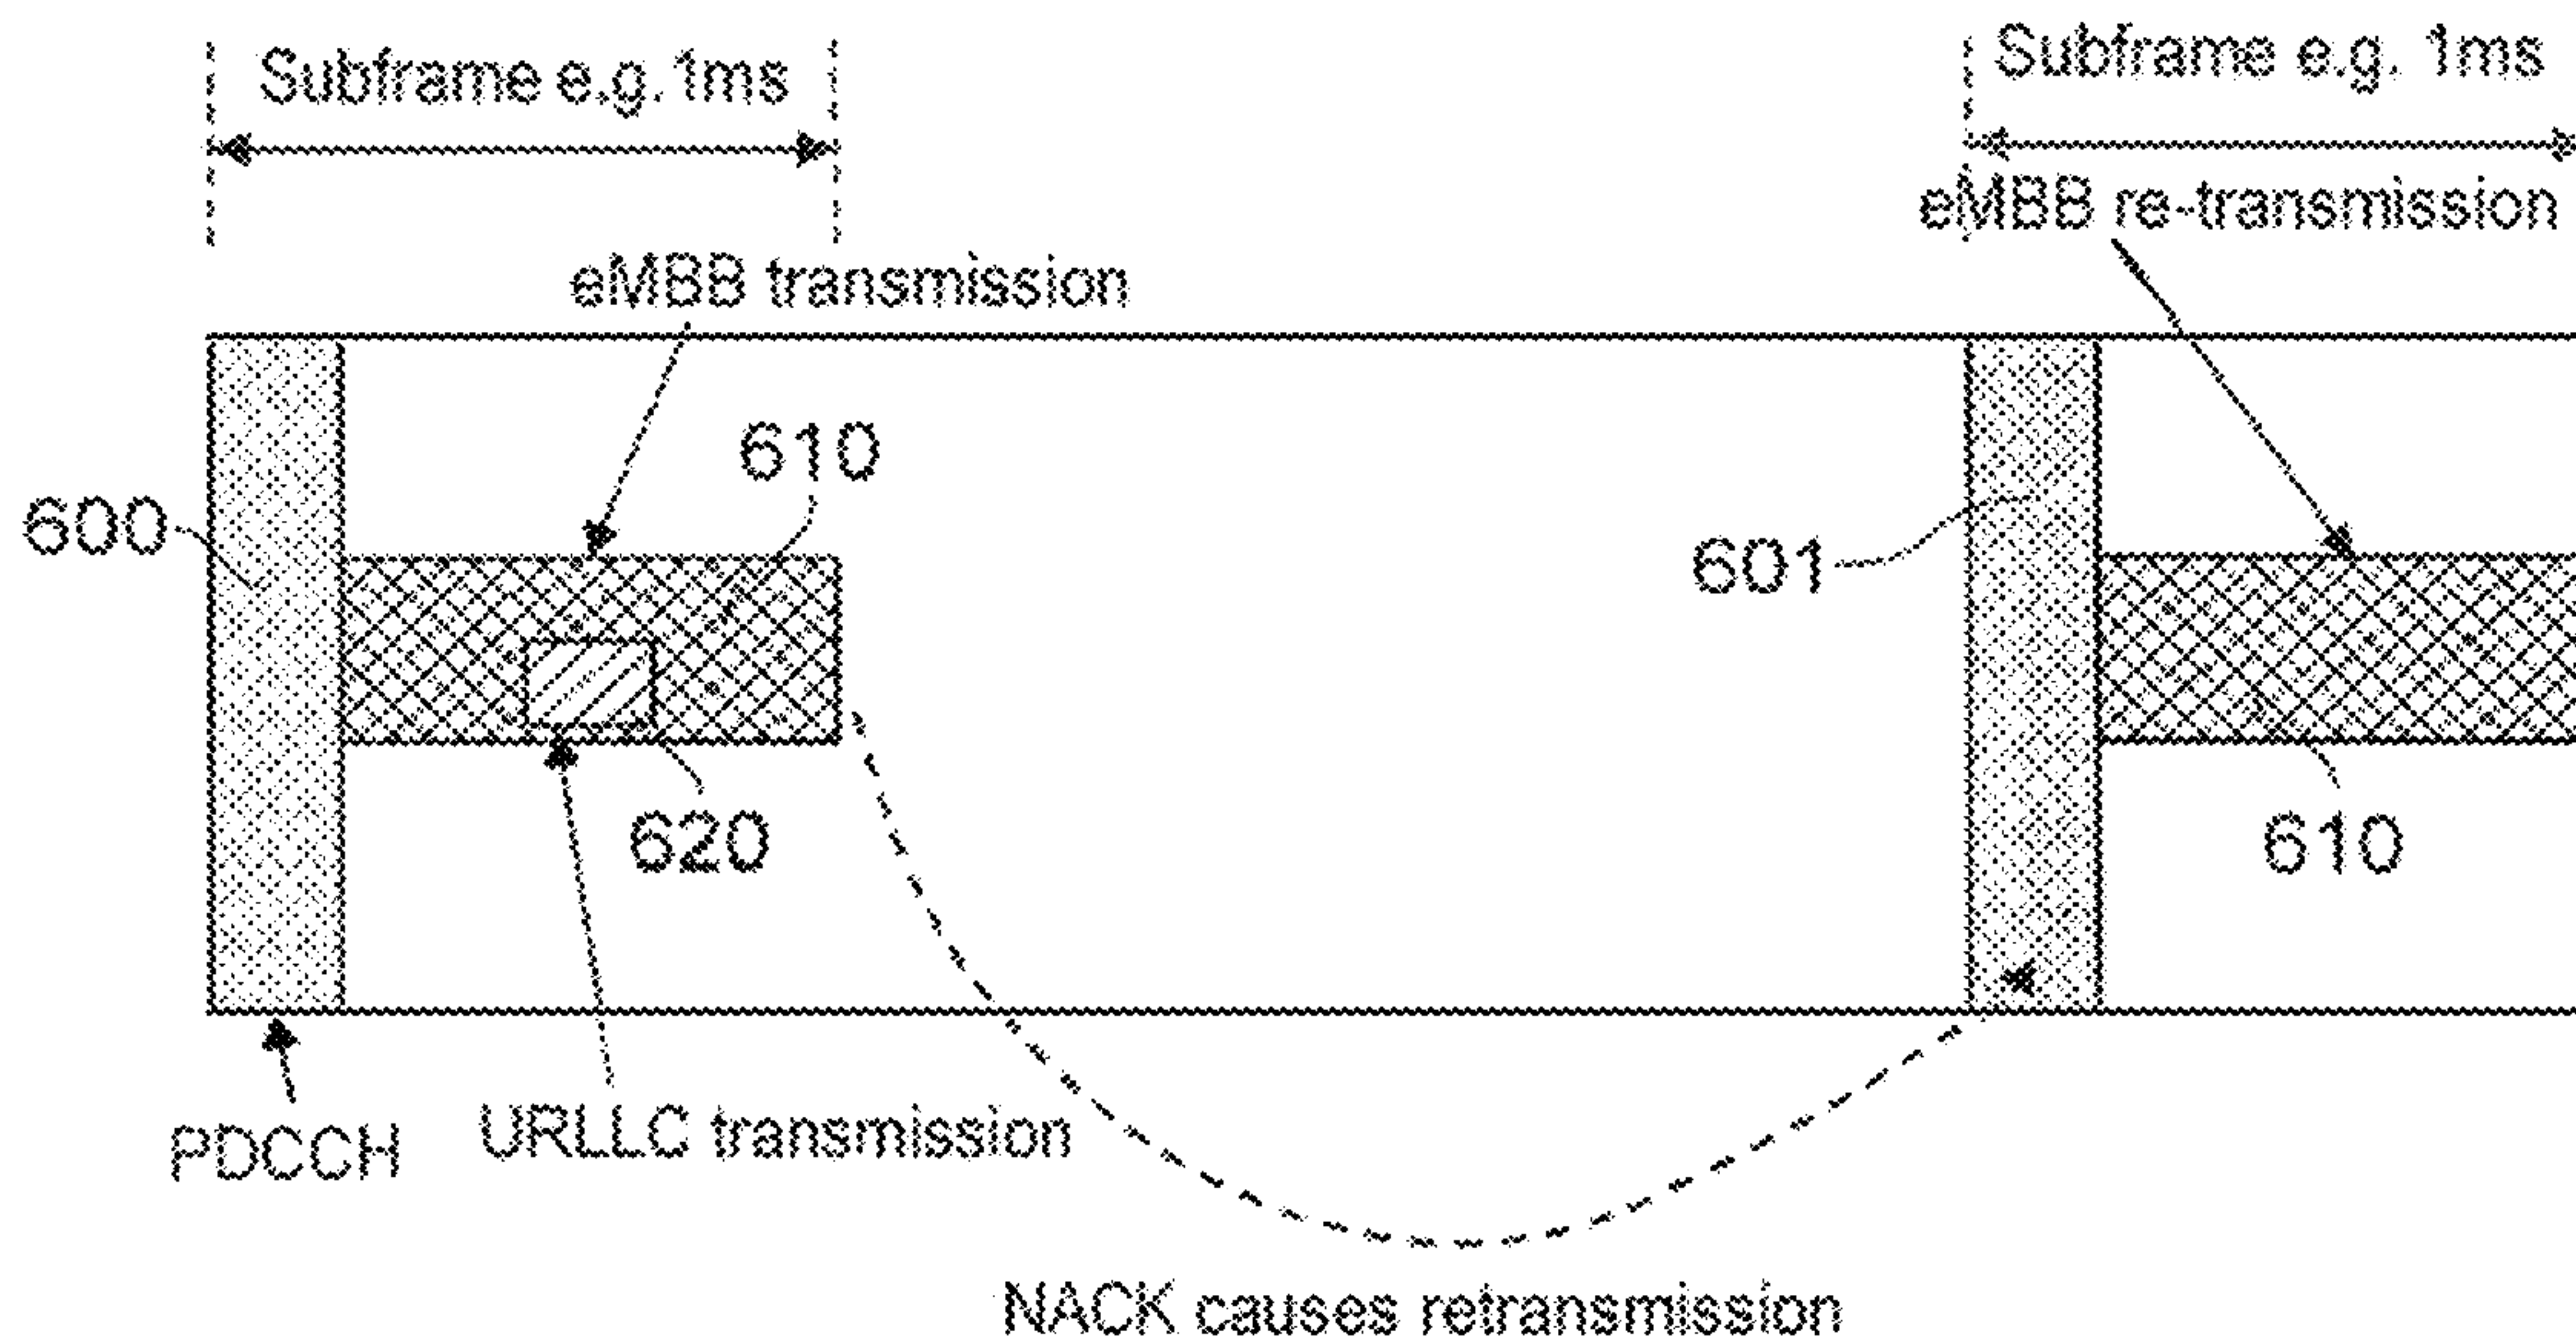 Subframe e.g. 1ms
Subframe e.g. 1ms
eMBB re-transmission
eMBB transmission
610
600
601
620
610
PDCCH
URLLC transmission
NACK causes retransmission